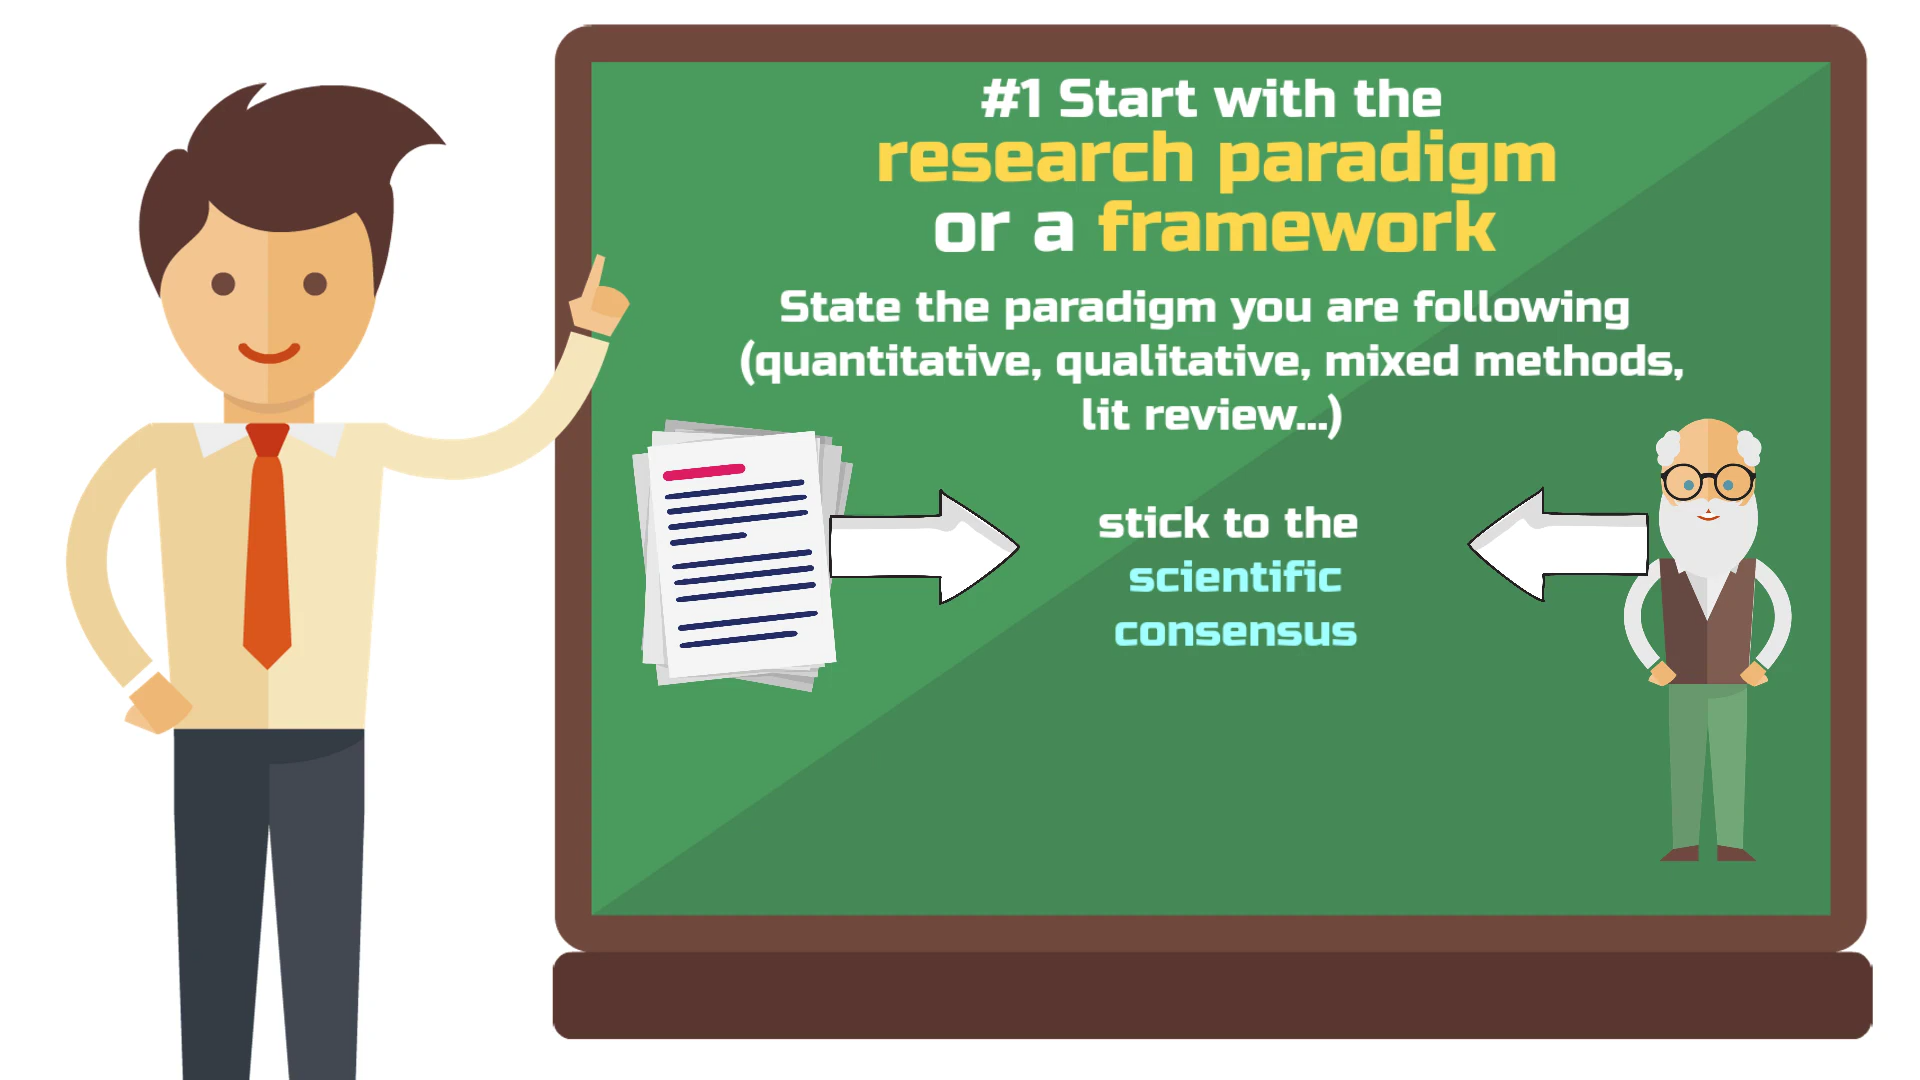 #1 Start with the
research paradigm
or a framework
State the paradigm you are following
(quantitative, qualitative, mixed methods,
lit review...)
stick to the
scientific
consensus